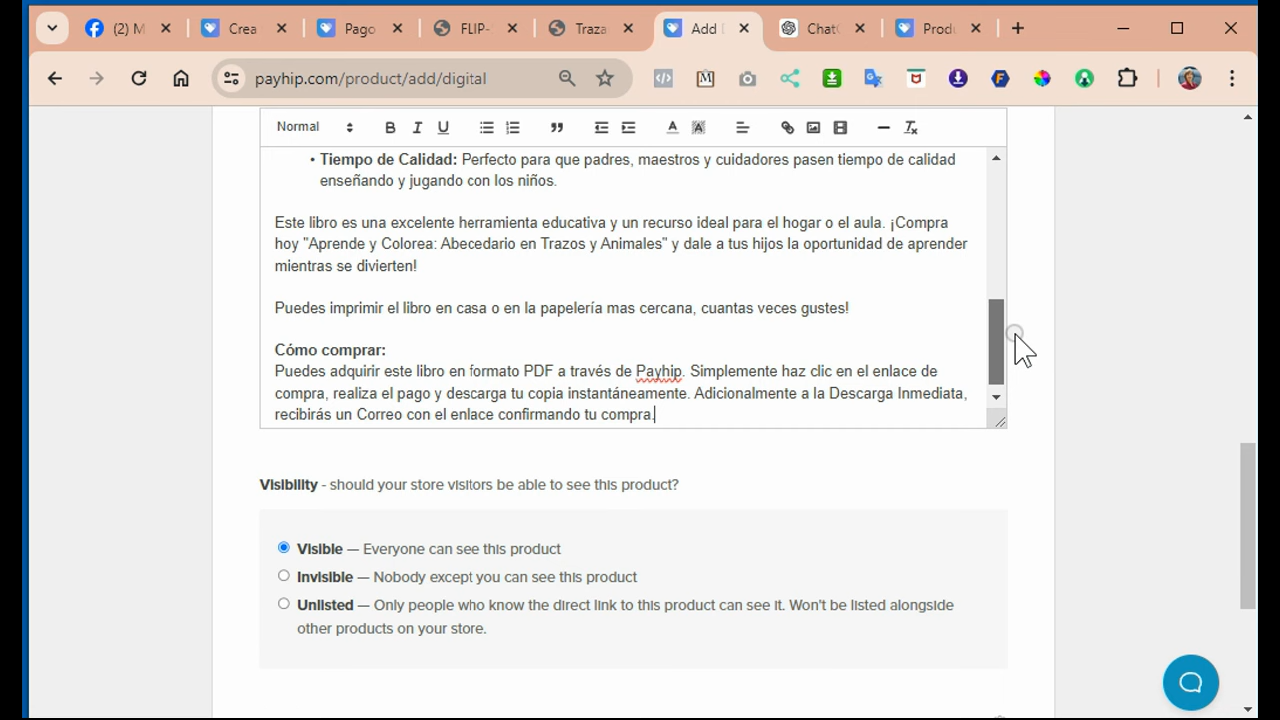 (2) M
Crea
Pago
FLIP-
Traza
Add
Chat
Produ
payhip.com/product/add/digital
Normal
B I U
• Tiempo de Calidad: Perfecto para que padres, maestros y cuidadores pasen tiempo de calidad
enseñando y jugando con los niños.
Este libro es una excelente herramienta educativa y un recurso ideal para el hogar o el aula. ¡Compra
hoy "Aprende y Colorea: Abecedario en Trazos y Animales" y dale a tus hijos la oportunidad de aprender
mientras se divierten!
Puedes imprimir el libro en casa o en la papelería mas cercana, cuantas veces gustes!
Cómo comprar:
Puedes adquirir este libro en formato PDF a través de Payhip. Simplemente haz clic en el enlace de
compra, realiza el pago y descarga tu copia instantáneamente. Adicionalmente a la Descarga Inmediata,
recibirás un Correo con el enlace confirmando tu compra.
Visibility - should your store visitors be able to see this product?
Visible — Everyone can see this product
Invisible — Nobody except you can see this product
Unlisted — Only people who know the direct link to this product can see it. Won't be listed alongside
other products on your store.